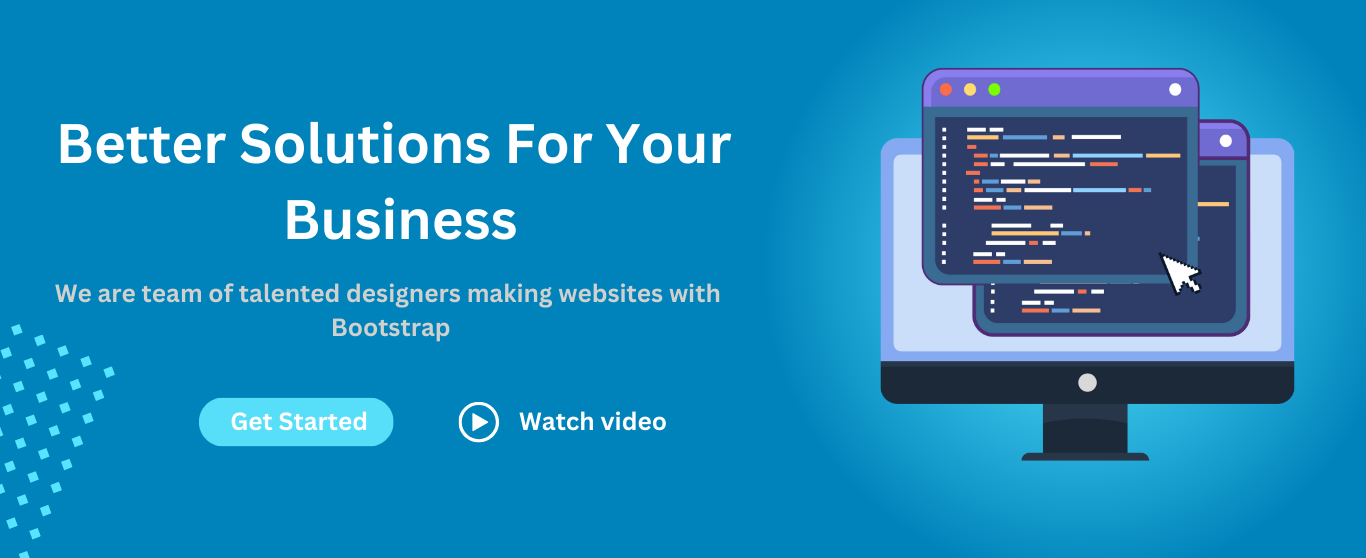 Better Solutions For Your
Business
We are team of talented designers making websites with
Bootstrap
Get Started
Watch video